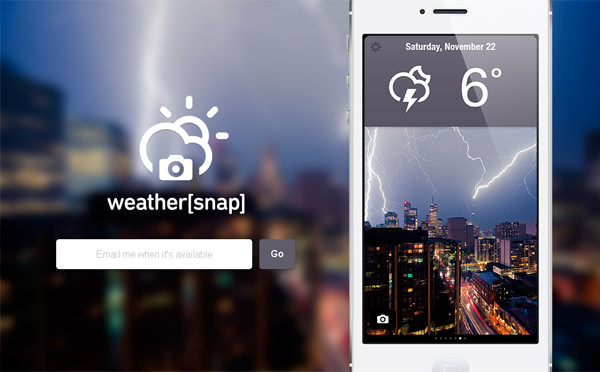 weather[snap]
Email me when it's available
Go
Saturday, November 22
6°